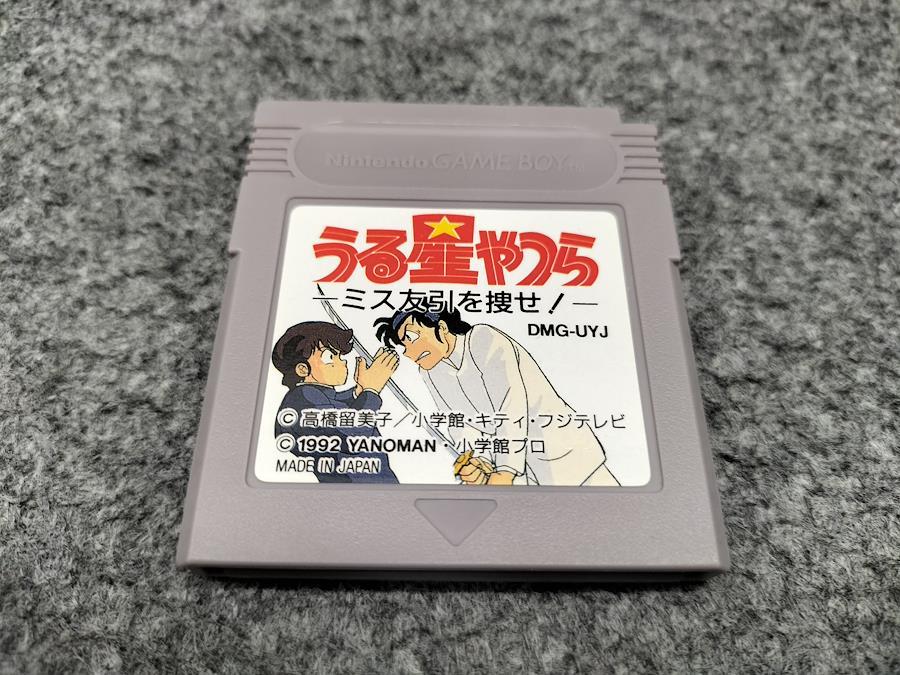 Nintendo GAME BOY TM
うる星やつら
―ミス友引を捜せ!―
DMG-UYJ
© 高橋留美子/小学館・キティ・フジテレビ
© 1992 YANOMAN・小学館プロ
MADE IN JAPAN